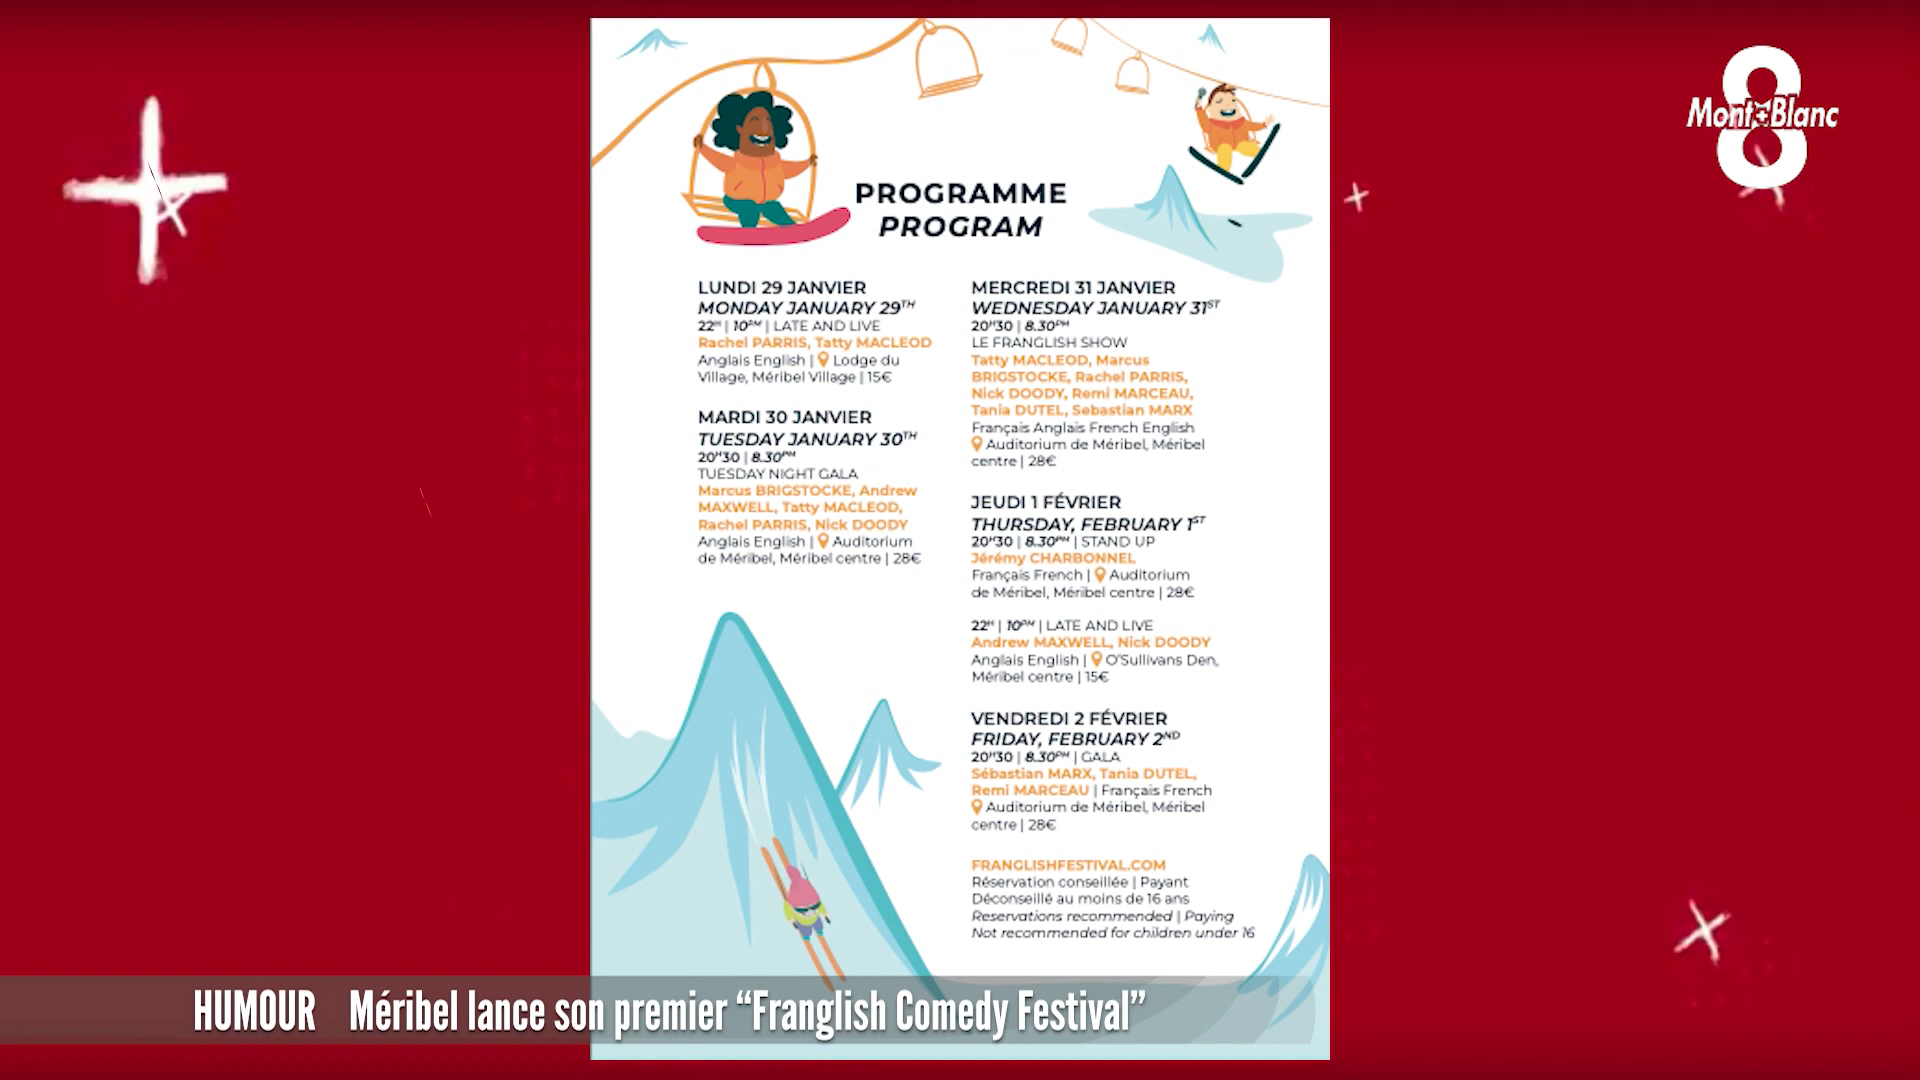 8
Mont Blanc
PROGRAMME
PROGRAM
LUNDI 29 JANVIER
MONDAY JANUARY 29TH
22H | 10PM | LATE AND LIVE
Rachel PARRIS, Tatty MACLEOD
Anglais English | Lodge du
Village, Méribel Village | 15€
MARDI 30 JANVIER
TUESDAY JANUARY 30TH
20H30 | 8.30PM
TUESDAY NIGHT GALA
Marcus BRIGSTOCKE, Andrew
MAXWELL, Tatty MACLEOD,
Rachel PARRIS, Nick DOODY
Anglais English | Auditorium
de Méribel, Méribel centre | 28€
MERCREDI 31 JANVIER
WEDNESDAY JANUARY 31ST
20H30 | 8.30PM
LE FRANGLISH SHOW
Tatty MACLEOD, Marcus
BRIGSTOCKE, Rachel PARRIS,
Nick DOODY, Remi MARCEAU,
Tania DUTEL, Sebastian MARX
Français Anglais French English
Auditorium de Méribel, Méribel
centre | 28€
JEUDI 1 FÉVRIER
THURSDAY, FEBRUARY 1ST
20H30 | 8.30PM | STAND UP
Jérémy CHARBONNEL
Français French | Auditorium
de Méribel, Méribel centre | 28€
22H | 10PM | LATE AND LIVE
Andrew MAXWELL, Nick DOODY
Anglais English | O'Sullivans Den,
Méribel centre | 15€
VENDREDI 2 FÉVRIER
FRIDAY, FEBRUARY 2ND
20H30 | 8.30PM | GALA
Sébastian MARX, Tania DUTEL,
Remi MARCEAU | Français French
Auditorium de Méribel, Méribel
centre | 28€
FRANGLISHFESTIVAL.COM
Réservation conseillée | Payant
Déconseillé au moins de 16 ans
Reservations recommended | Paying
Not recommended for children under 16
HUMOUR Méribel lance son premier “Franglish Comedy Festival”